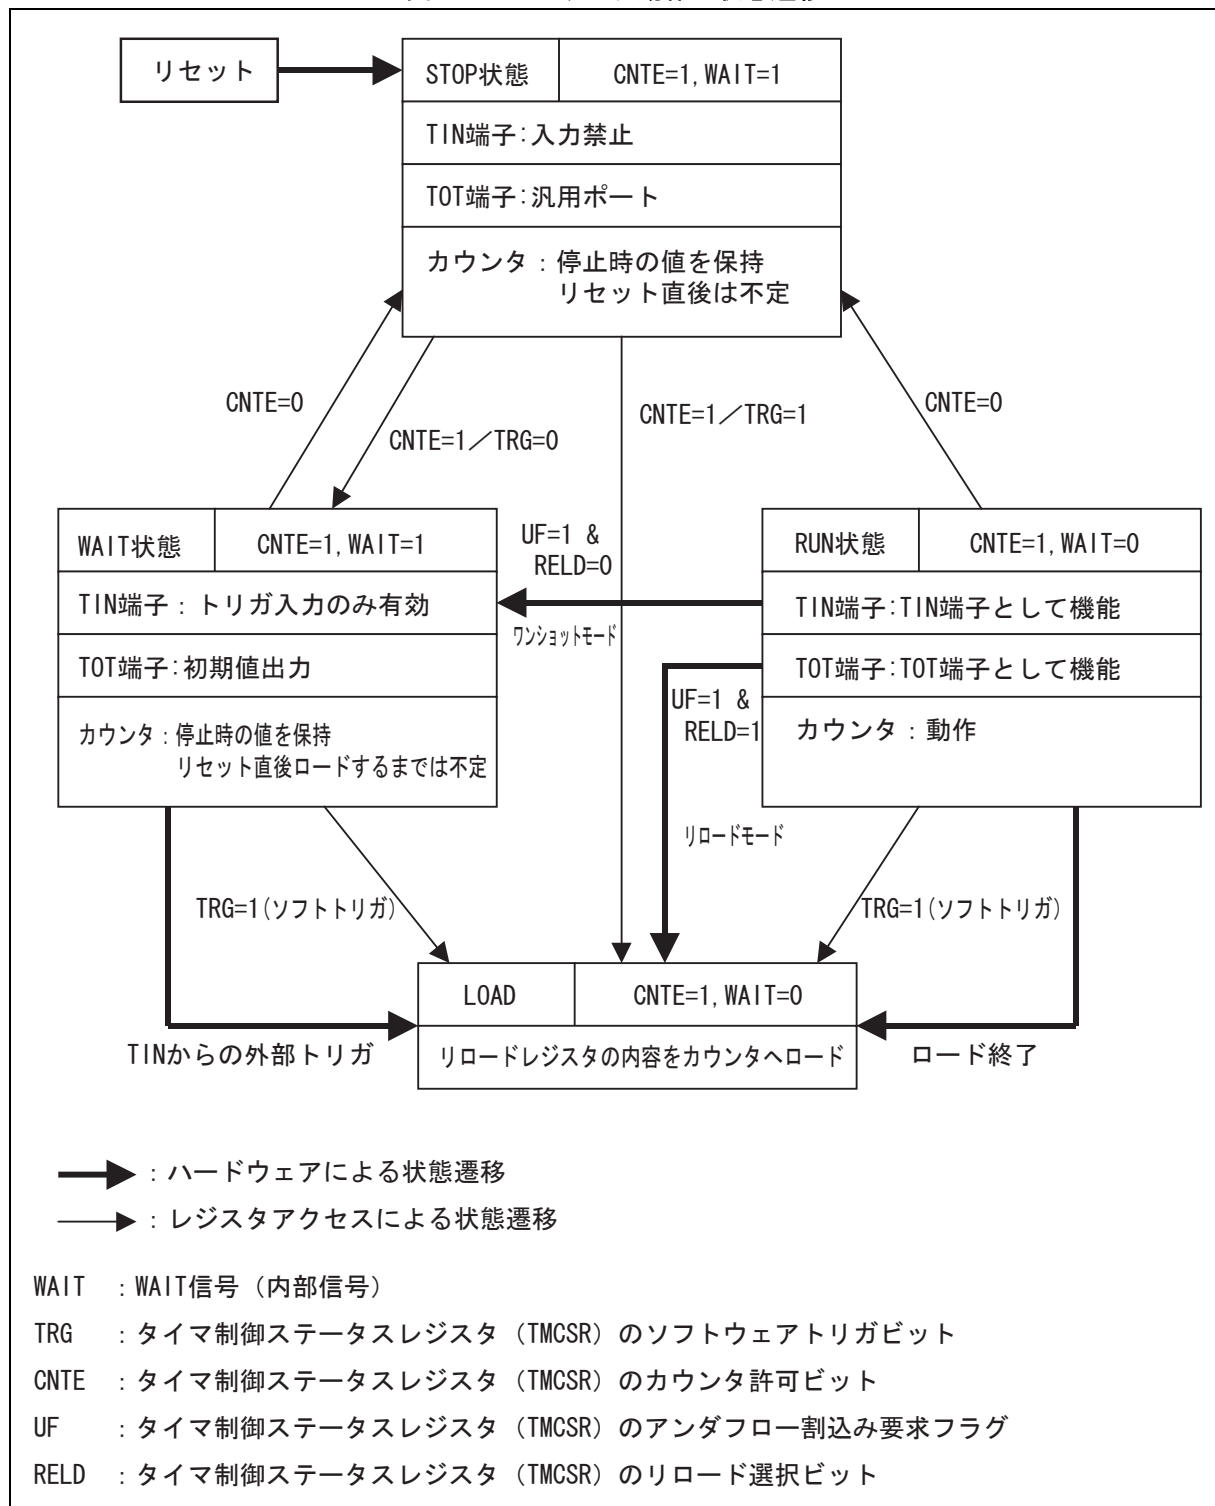 リセット
STOP状態
CNTE=1,WAIT=1
TIN端子:入力禁止
TOT端子:汎用ポート
カウンタ：停止時の値を保持
リセット直後は不定
CNTE=0
CNTE=1／TRG=0
CNTE=1／TRG=1
CNTE=0
WAIT状態
CNTE=1,WAIT=1
TIN端子：トリガ入力のみ有効
TOT端子:初期値出力
カウンタ：停止時の値を保持
リセット直後ロードするまでは不定
UF=1 &
RELD=0
ワンショットモード
RUN状態
CNTE=1,WAIT=0
TIN端子:TIN端子として機能
TOT端子:TOT端子として機能
カウンタ：動作
UF=1 &
RELD=1
リロードモード
TRG=1(ソフトトリガ)
TRG=1(ソフトトリガ)
LOAD
CNTE=1,WAIT=0
リロードレジスタの内容をカウンタへロード
TINからの外部トリガ
ロード終了
：ハードウェアによる状態遷移
：レジスタアクセスによる状態遷移
WAIT ：WAIT信号（内部信号）
TRG ：タイマ制御ステータスレジスタ（TMCSR）のソフトウェアトリガビット
CNTE ：タイマ制御ステータスレジスタ（TMCSR）のカウンタ許可ビット
UF ：タイマ制御ステータスレジスタ（TMCSR）のアンダフロー割込み要求フラグ
RELD ：タイマ制御ステータスレジスタ（TMCSR）のリロード選択ビット